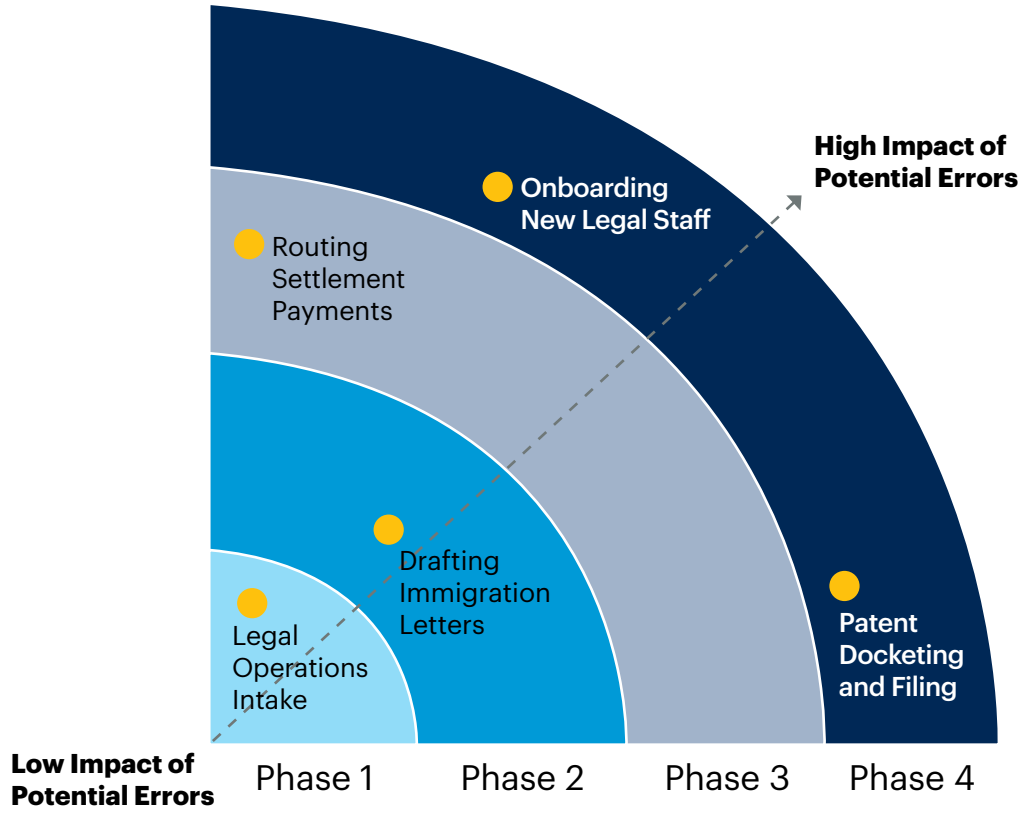 High Impact of
Potential Errors
Onboarding
New Legal Staff
Routing
Settlement
Payments
Drafting
Immigration
Letters
Legal
Operations
Intake
Patent
Docketing
and Filing
Low Impact of
Potential Errors
Phase 1
Phase 2
Phase 3
Phase 4